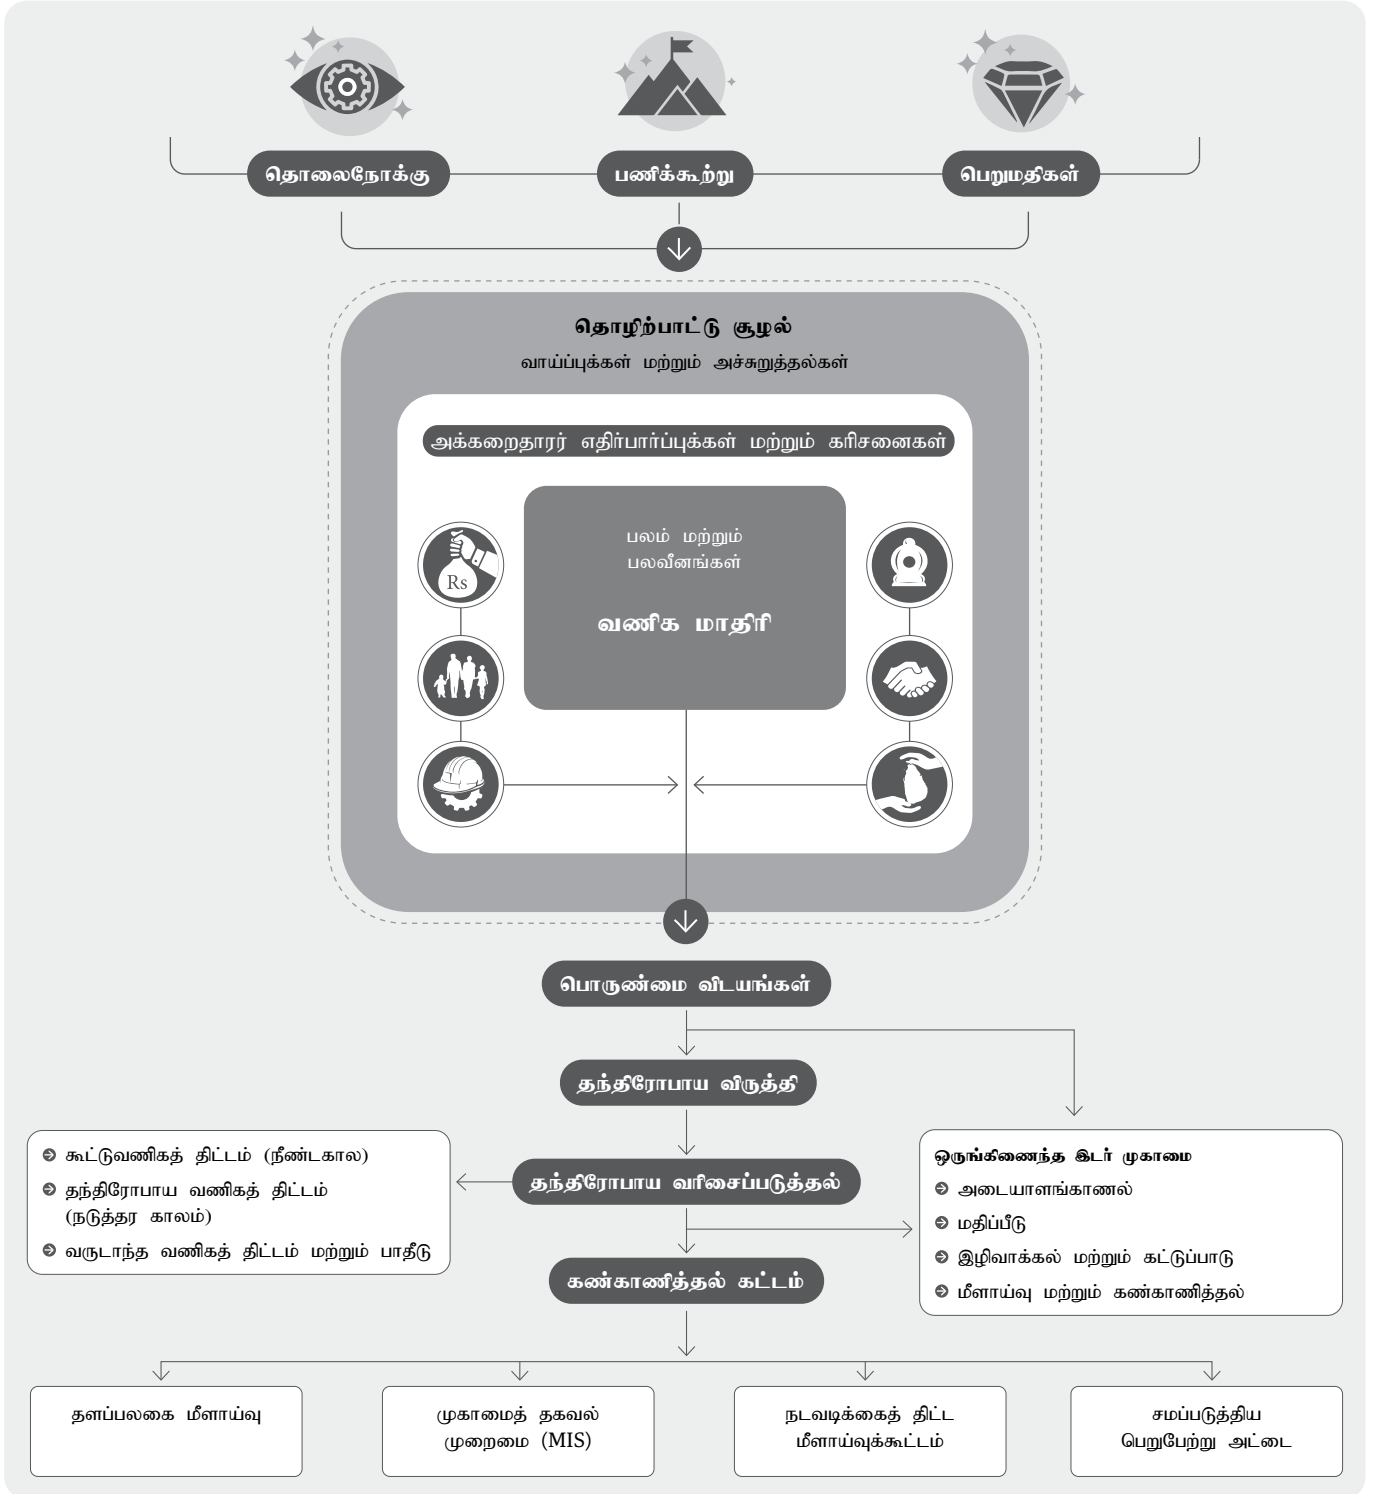 தொலைநோக்கு
பணிக்கூற்று
பெறுமதிகள்
தொழிற்பாட்டு சூழல்
வாய்ப்புக்கள் மற்றும் அச்சுறுத்தல்கள்
அக்கறைதாரர் எதிர்பார்ப்புக்கள் மற்றும் கரிசனைகள்
பலம் மற்றும்
பலவீனங்கள்
வணிக மாதிரி
Rs
பொருண்மை விடயங்கள்
தந்திரோபாய விருத்தி
தந்திரோபாய வரிசைப்படுத்தல்
கண்காணித்தல் கட்டம்
கூட்டுவணிகத் திட்டம் (நீண்டகால)
தந்திரோபாய வணிகத் திட்டம்
(நடுத்தர காலம்)
வருடாந்த வணிகத் திட்டம் மற்றும் பாதீடு
ஒருங்கிணைந்த இடர் முகாமை
அடையாளங்காணல்
மதிப்பீடு
இழிவாக்கல் மற்றும் கட்டுப்பாடு
மீளாய்வு மற்றும் கண்காணித்தல்
தளப்பலகை மீளாய்வு
முகாமைத் தகவல்
முறைமை (MIS)
நடவடிக்கைத் திட்ட
மீளாய்வுக்கூட்டம்
சமப்படுத்திய
பெறுபேற்று அட்டை